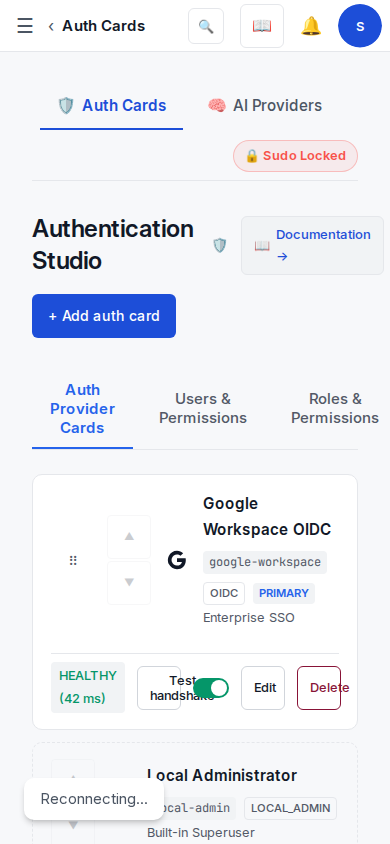 Auth Cards
S
Auth Cards
AI Providers
Sudo Locked
Authentication
Studio
Documentation
→
+ Add auth card
Auth
Provider
Cards
Users &
Permissions
Roles &
Permissions
Google
Workspace OIDC
google-workspace
OIDC
PRIMARY
Enterprise SSO
HEALTHY
(42 ms)
Test
handshake
Edit
Delete
Local Administrator
local-admin
LOCAL_ADMIN
Built-in Superuser
Reconnecting...